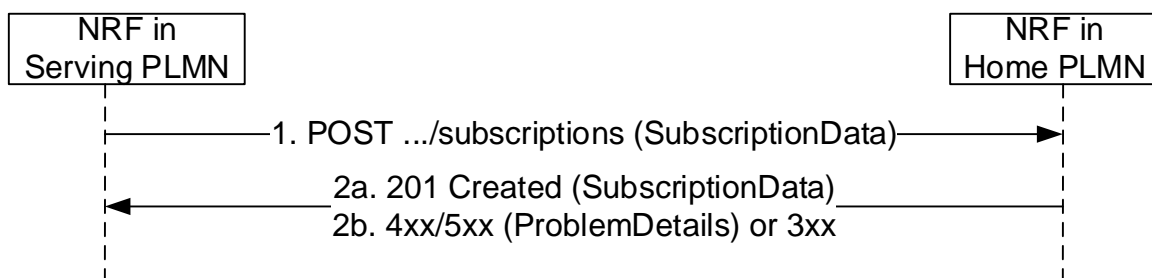 NRF in
Serving PLMN
NRF in
Home PLMN
1. POST .../subscriptions (SubscriptionData)
2a. 201 Created (SubscriptionData)
2b. 4xx/5xx (ProblemDetails) or 3xx